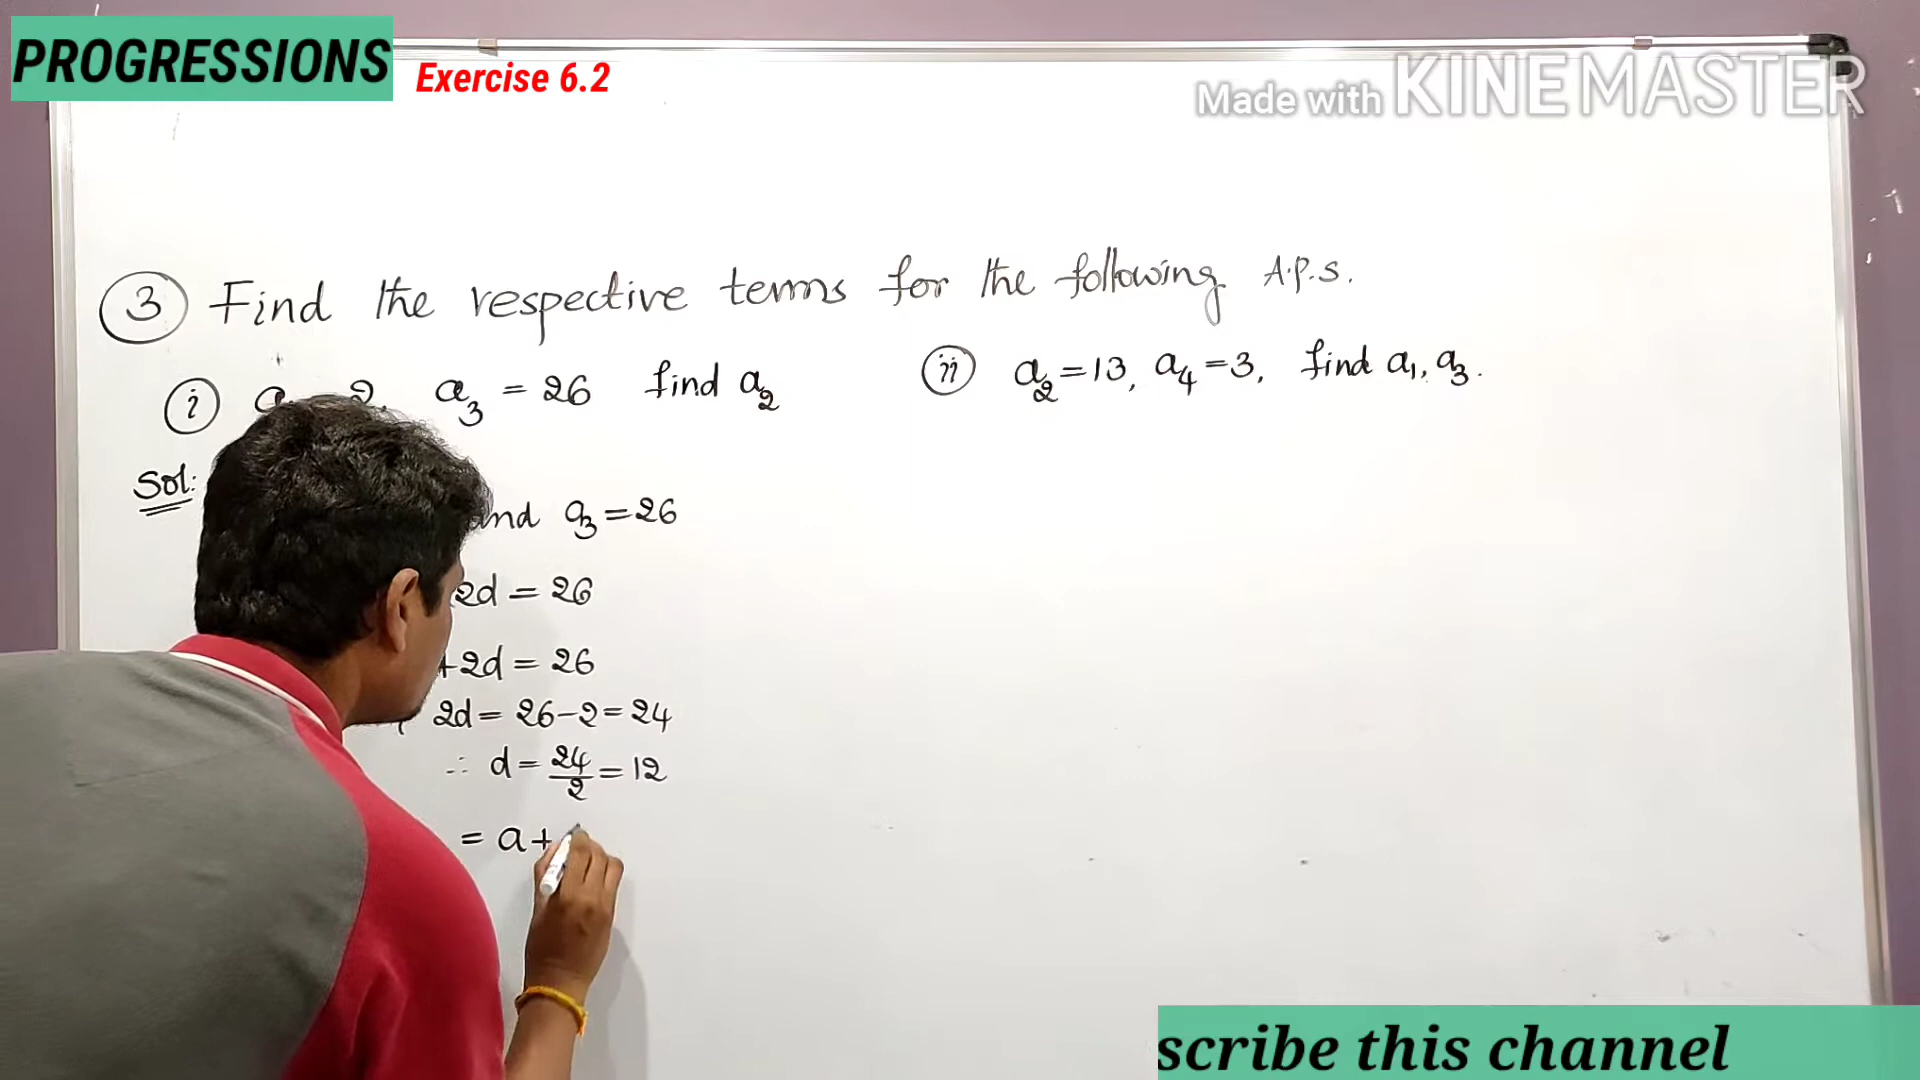 PROGRESSIONS
Exercise 6.2
Made with KINEMASTER
3 Find the respective terms for the following A.P.s.
i a = 2, a3 = 26 find a2
ii a2 = 13, a4 = 3, find a1, a3.
Sol:
and a3 = 26
2d = 26
+2d = 26
2d = 26 - 2 = 24
∴ d = 24/2 = 12
= a +
scribe this channel